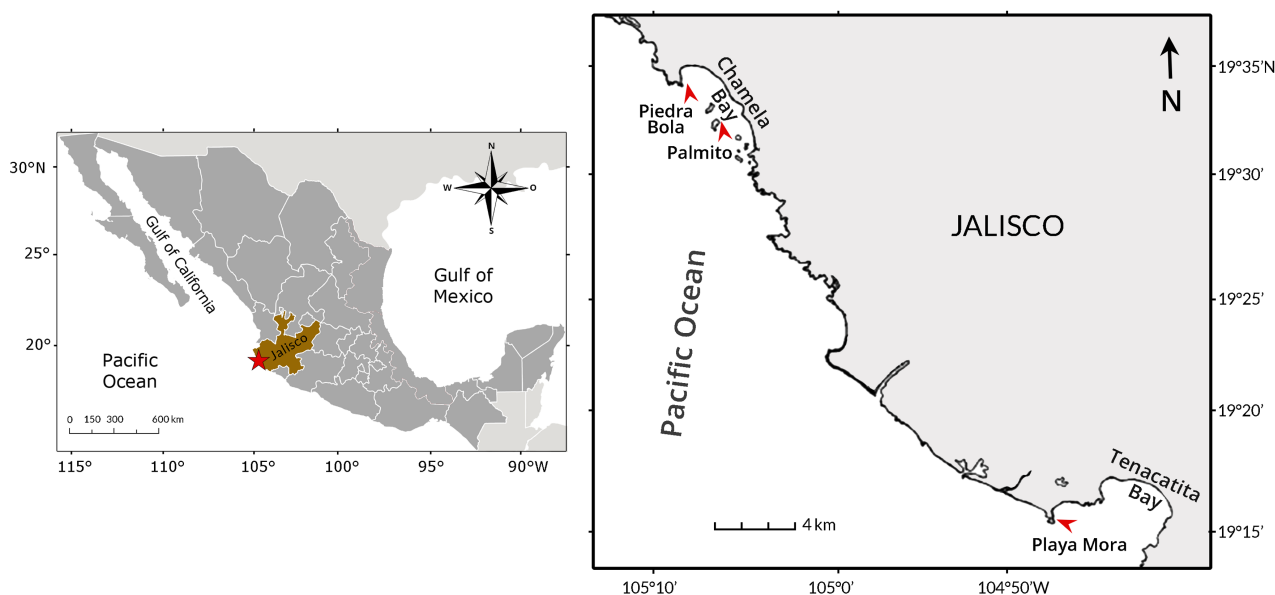 30°N
25°
20°
115°
110°
105°
100°
95°
90°W
Gulf of California
Gulf of
Mexico
Pacific
Ocean
Jalisco
0 150 300 600 km
N
W
O
S
Chamela
Bay
Piedra
Bola
Palmito
JALISCO
Pacific Ocean
N
Tenacatita
Bay
Playa Mora
4 km
19°35'N
19°30'
19°25'
19°20'
19°15'
105°10'
105°0'
104°50'W